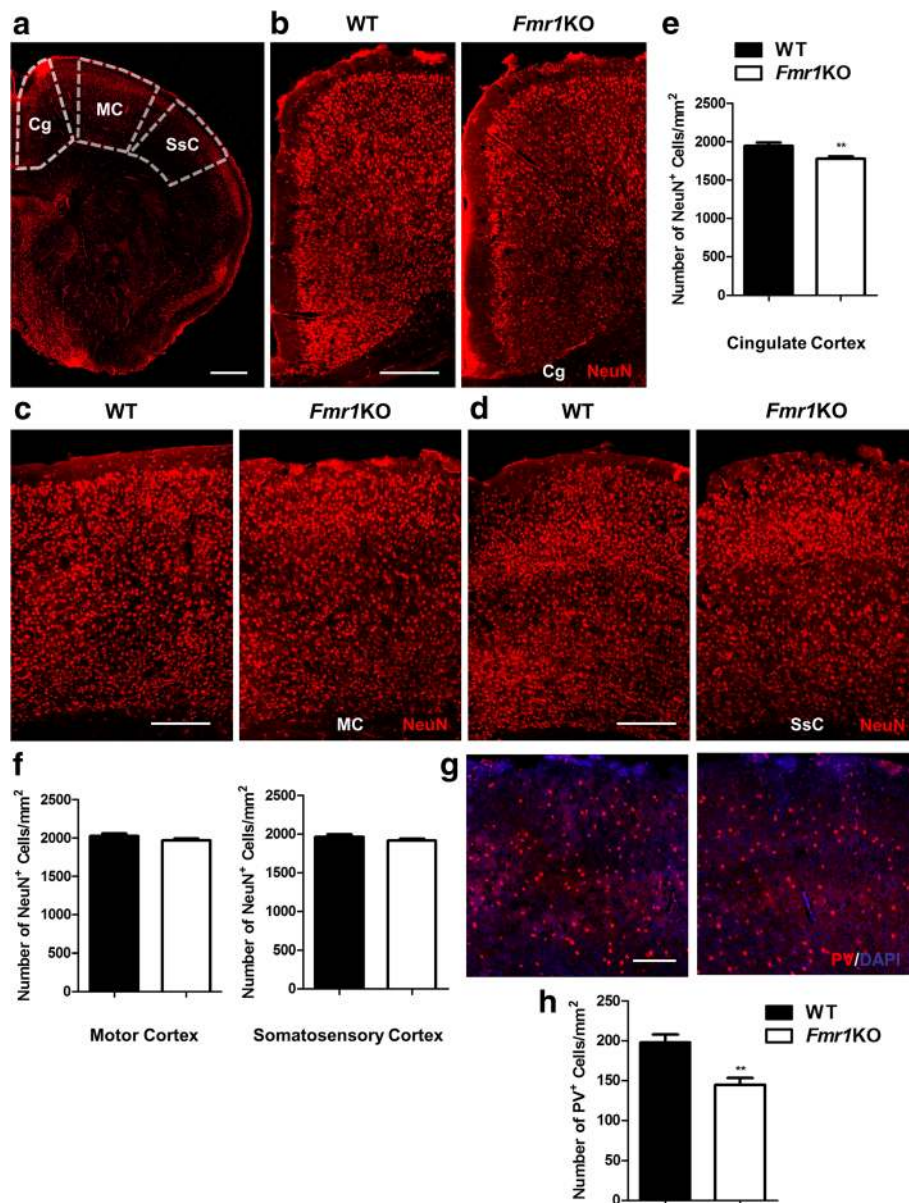 a
Cg
MC
SsC
b
WT
Fmr1KO
Cg NeuN
e
WT
Fmr1KO
Number of NeuN+ Cells/mm2
2500
2000
1500
1000
500
0
**
Cingulate Cortex
c
WT
Fmr1KO
MC NeuN
d
WT
Fmr1KO
SsC NeuN
f
Number of NeuN+ Cells/mm2
2500
2000
1500
1000
500
0
Motor Cortex
Number of NeuN+ Cells/mm2
2500
2000
1500
1000
500
0
Somatosensory Cortex
g
PV/DAPI
h
WT
Fmr1KO
Number of PV+ Cells/mm2
250
200
150
100
50
0
**